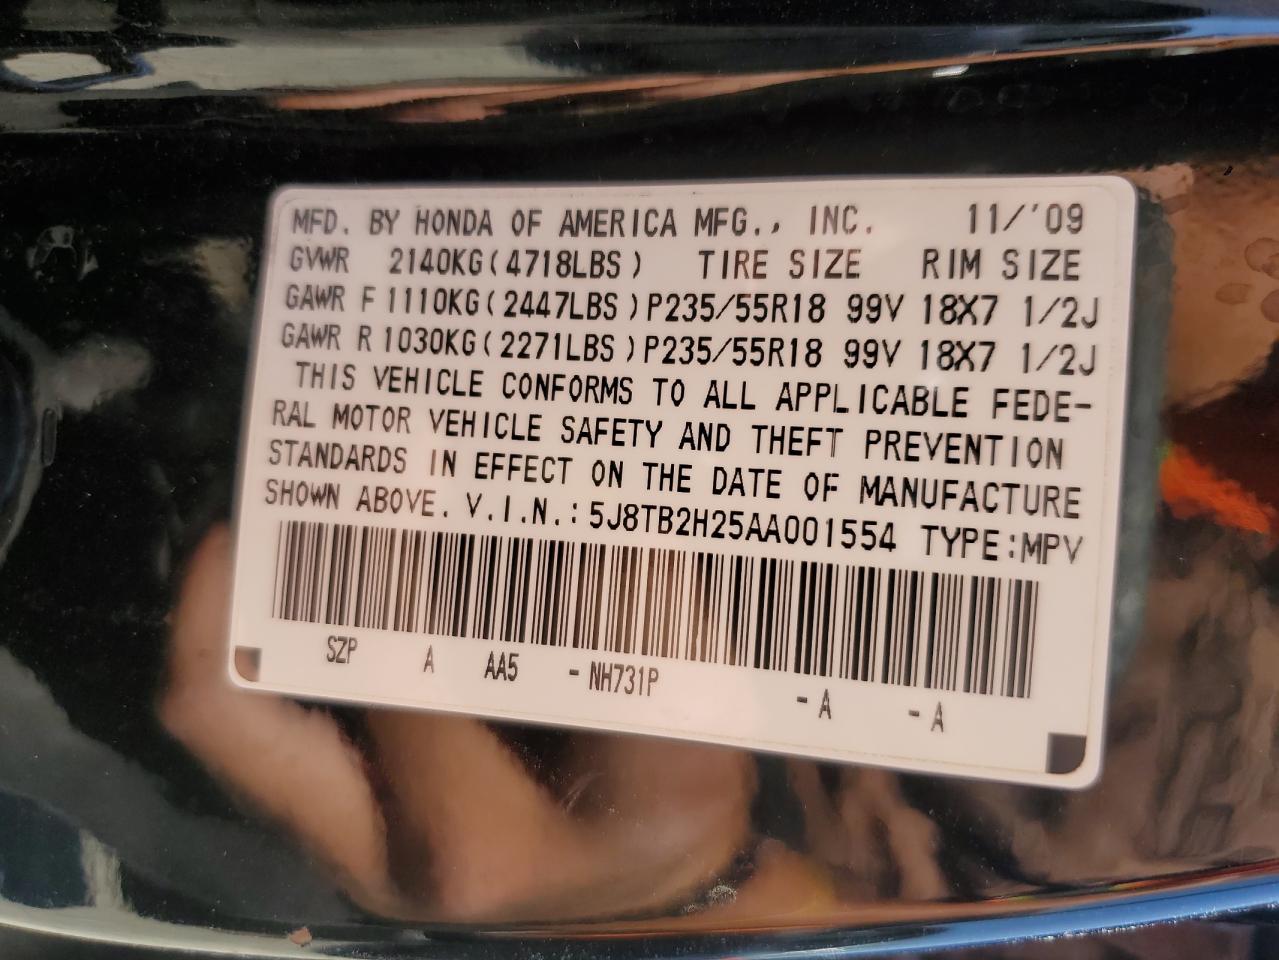 MFD. BY HONDA OF AMERICA MFG., INC. 11/'09
GVWR 2140KG(4718LBS) TIRE SIZE RIM SIZE
GAWR F 1110KG(2447LBS)P235/55R18 99V 18X7 1/2J
GAWR R 1030KG(2271LBS)P235/55R18 99V 18X7 1/2J
THIS VEHICLE CONFORMS TO ALL APPLICABLE FEDE-
RAL MOTOR VEHICLE SAFETY AND THEFT PREVENTION
STANDARDS IN EFFECT ON THE DATE OF MANUFACTURE
SHOWN ABOVE. V.I.N.: 5J8TB2H25AA001554 TYPE:MPV
SZP A AA5 -NH731P -A -A